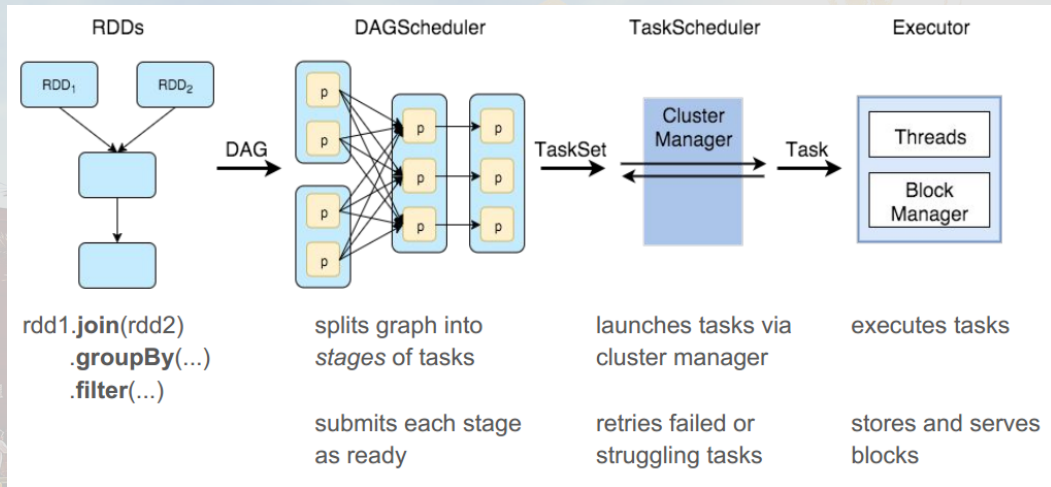 RDDs
DAGScheduler
TaskScheduler
Executor
RDD₁
RDD₂
DAG
p
p
p
p
p
p
p
p
p
p
TaskSet
Cluster
Manager
Task
Threads
Block
Manager
rdd1.join(rdd2)
.groupBy(...)
.filter(...)
splits graph into
stages of tasks
submits each stage
as ready
launches tasks via
cluster manager
retries failed or
struggling tasks
executes tasks
stores and serves
blocks